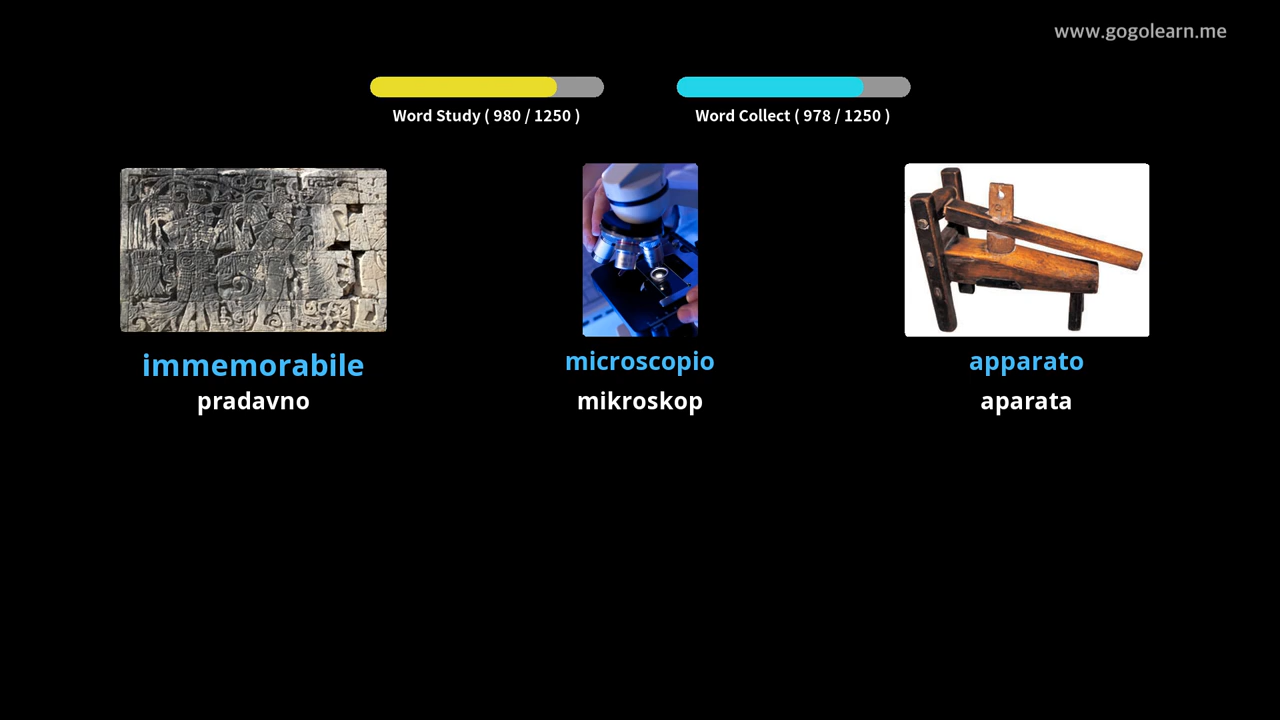 www.gogolearn.me
Word Study ( 980 / 1250 )
Word Collect ( 978 / 1250 )
immemorabile
pradavno
microscopio
mikroskop
apparato
aparata